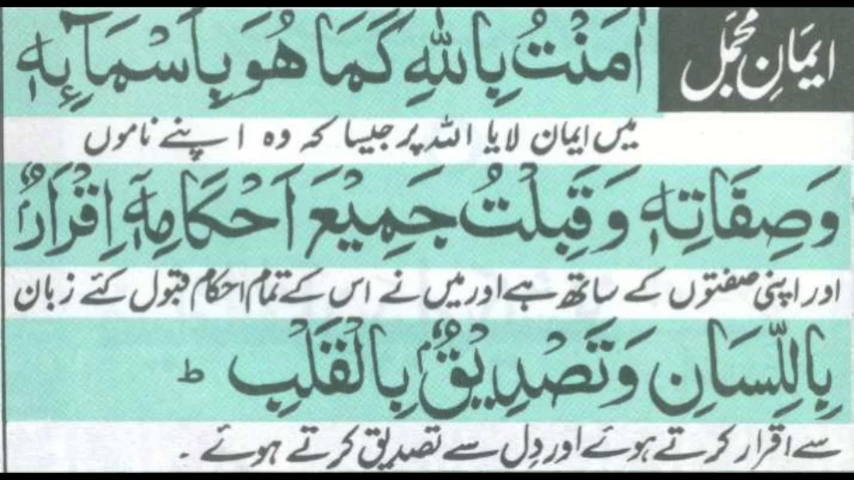 ایمانِ مجمل
اٰمَنْتُ بِاللّٰهِ كَمَا هُوَ بِاَسْمَآئِهٖ
میں ایمان لایا اللہ پر جیسا کہ وہ اپنے ناموں
وَصِفَاتِهٖ وَقَبِلْتُ جَمِيْعَ اَحْكَامِهٖٓ اِقْرَارٌۢ
اور اپنی صفتوں کے ساتھ ہے اور میں نے اس کے تمام احکام قبول کئے زبان
بِاللِّسَانِ وَتَصْدِيْقٌۢ بِالْقَلْبِ ط
سے اقرار کرتے ہوئے اور دِل سے تصدیق کرتے ہوئے ۔